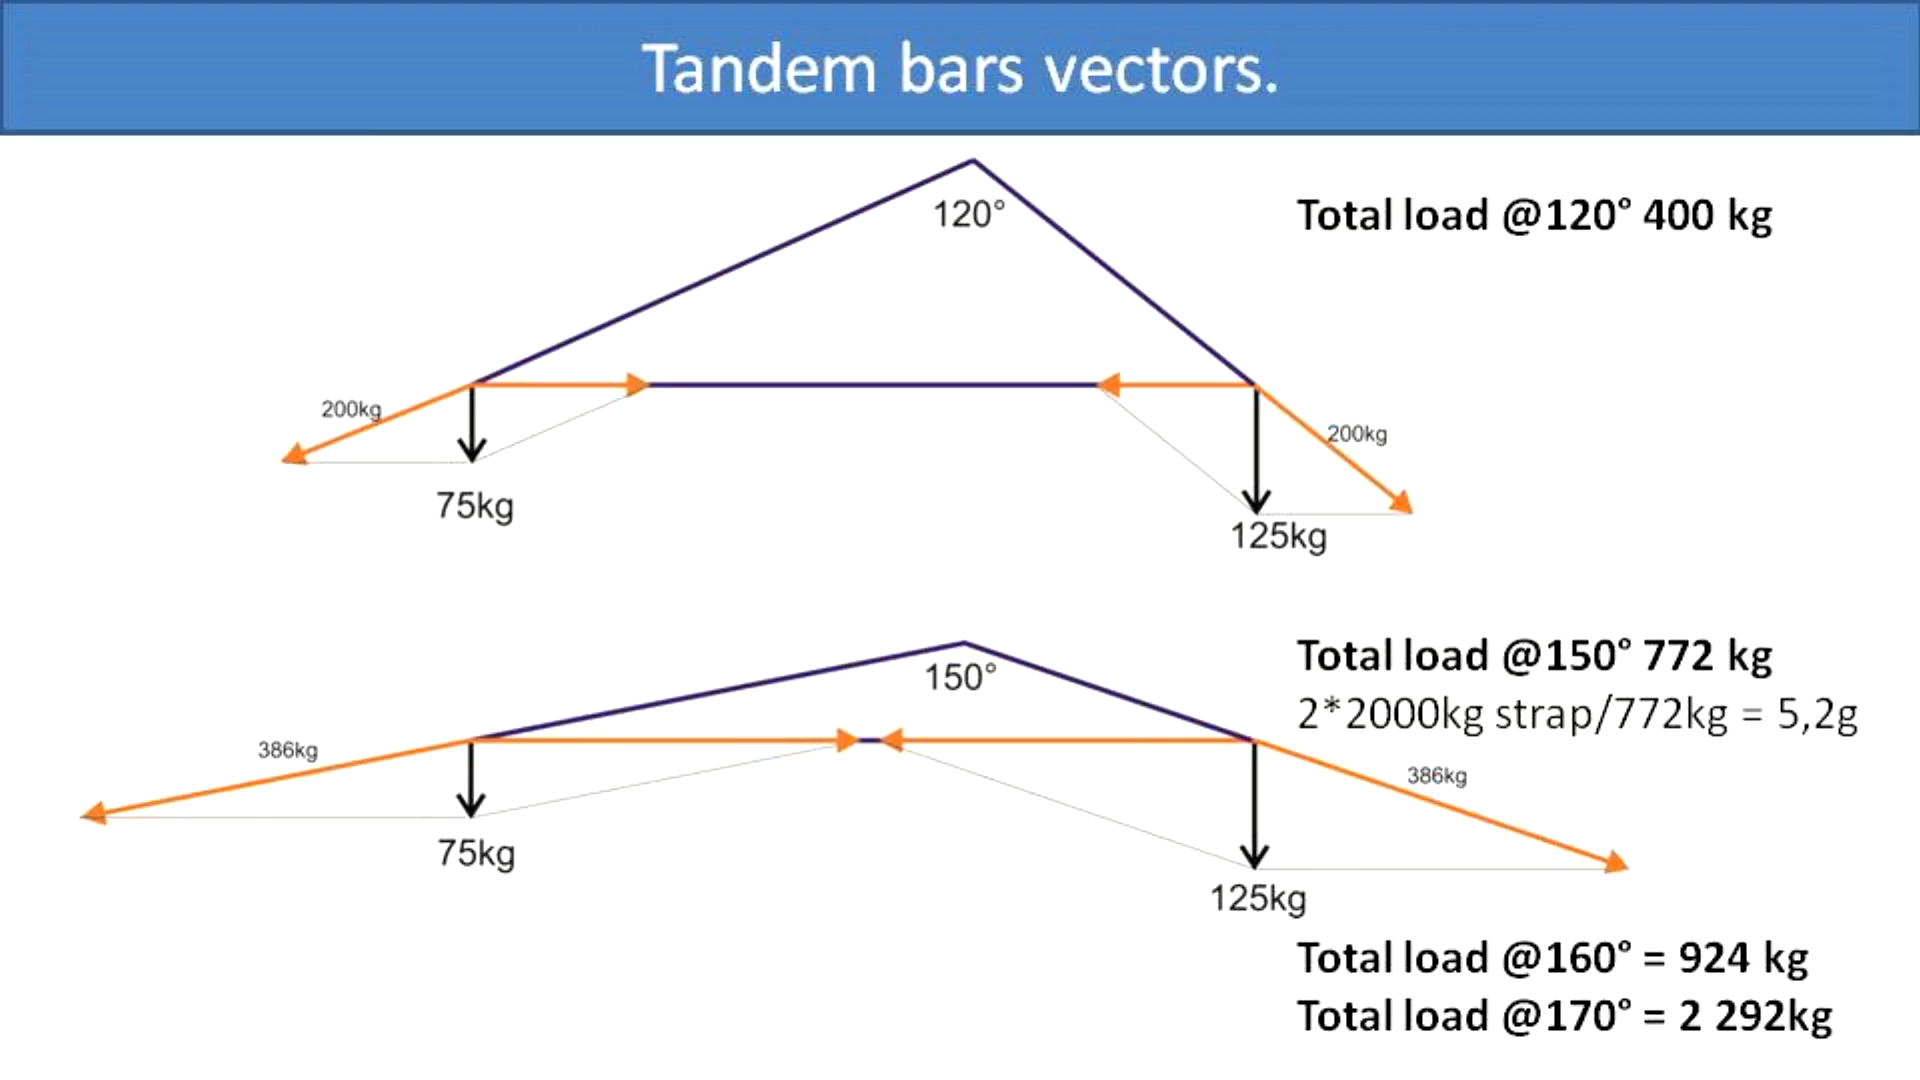 Tandem bars vectors.
120°
Total load @120° 400 kg
200kg
200kg
75kg
125kg
150°
Total load @150° 772 kg
2*2000kg strap/772kg = 5,2g
386kg
386kg
75kg
125kg
Total load @160° = 924 kg
Total load @170° = 2 292kg